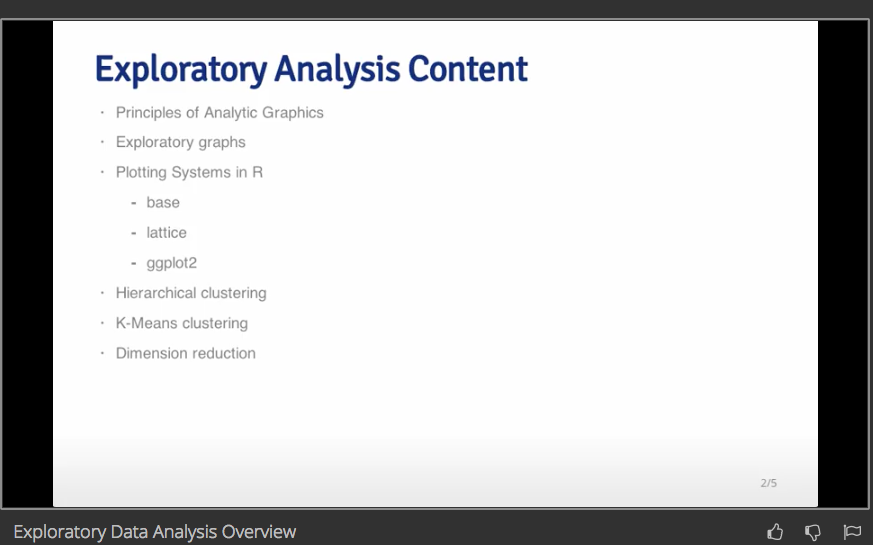 Exploratory Analysis Content
· Principles of Analytic Graphics
· Exploratory graphs
· Plotting Systems in R
- base
- lattice
- ggplot2
· Hierarchical clustering
· K-Means clustering
· Dimension reduction
2/5
Exploratory Data Analysis Overview